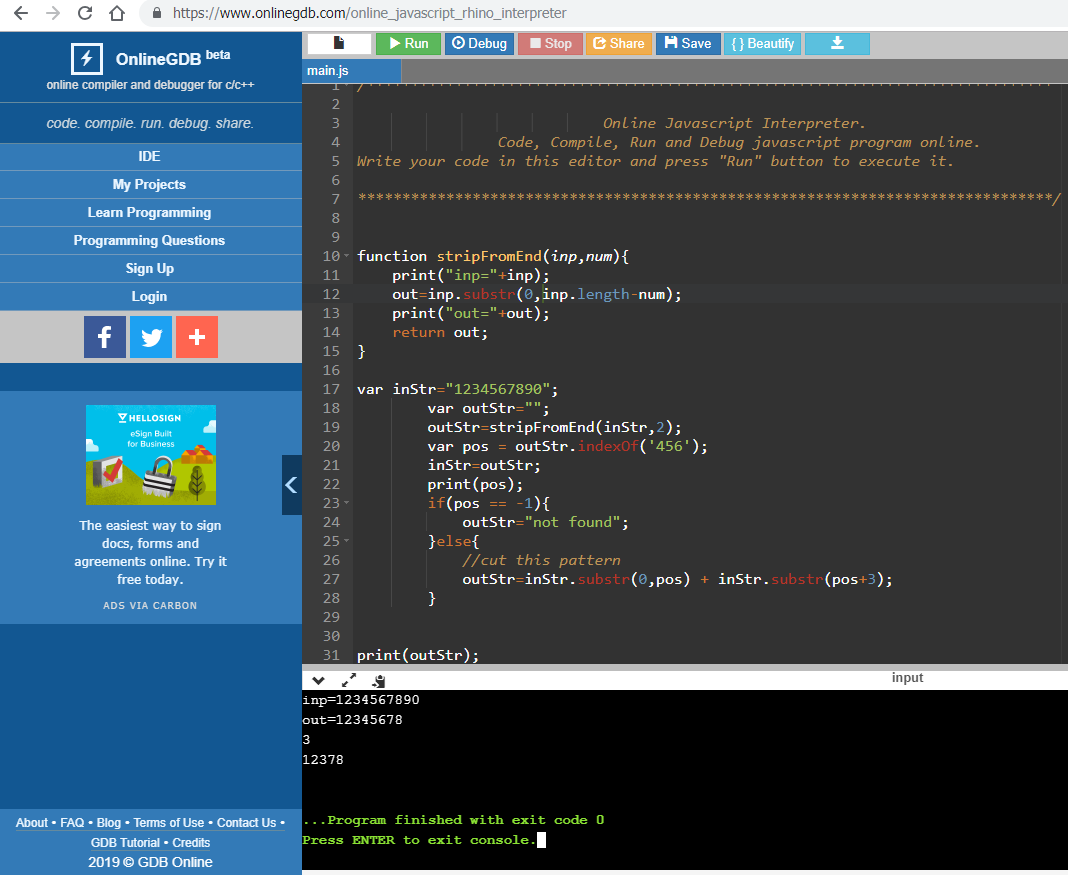 https://www.onlinegdb.com/online_javascript_rhino_interpreter
OnlineGDB beta
online compiler and debugger for c/c++
code. compile. run. debug. share.
IDE
My Projects
Learn Programming
Programming Questions
Sign Up
Login
HELLOSIGN
eSign Built
for Business
The easiest way to sign
docs, forms and
agreements online. Try it
free today.
ADS VIA CARBON
About • FAQ • Blog • Terms of Use • Contact Us •
GDB Tutorial • Credits
2019 © GDB Online
Run Debug Stop Share Save { } Beautify
main.js
1 /******************************************************************************
2
3 Online Javascript Interpreter.
4 Code, Compile, Run and Debug javascript program online.
5 Write your code in this editor and press "Run" button to execute it.
6
7 *******************************************************************************/
8
9
10 function stripFromEnd(inp,num){
11 print("inp="+inp);
12 out=inp.substr(0,inp.length-num);
13 print("out="+out);
14 return out;
15 }
16
17 var inStr="1234567890";
18 var outStr="";
19 outStr=stripFromEnd(inStr,2);
20 var pos = outStr.indexOf('456');
21 inStr=outStr;
22 print(pos);
23 if(pos == -1){
24 outStr="not found";
25 }else{
26 //cut this pattern
27 outStr=inStr.substr(0,pos) + inStr.substr(pos+3);
28 }
29
30
31 print(outStr);
input
inp=1234567890
out=12345678
3
12378
...Program finished with exit code 0
Press ENTER to exit console.